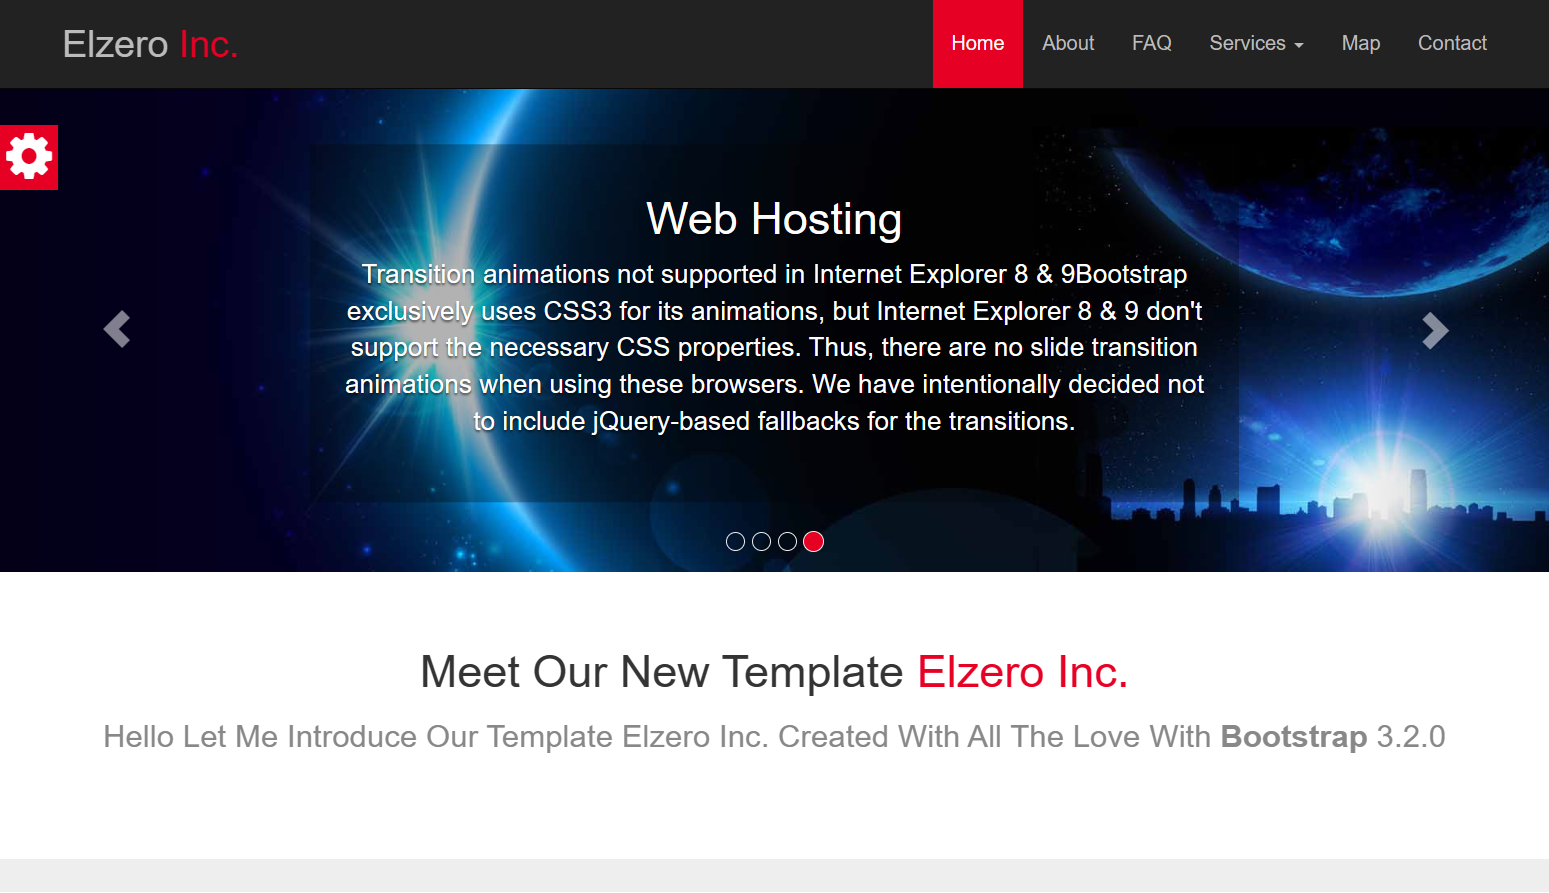 Elzero Inc.
Home About FAQ Services Map Contact
Web Hosting
Transition animations not supported in Internet Explorer 8 & 9Bootstrap
exclusively uses CSS3 for its animations, but Internet Explorer 8 & 9 don't
support the necessary CSS properties. Thus, there are no slide transition
animations when using these browsers. We have intentionally decided not
to include jQuery-based fallbacks for the transitions.
Meet Our New Template Elzero Inc.
Hello Let Me Introduce Our Template Elzero Inc. Created With All The Love With Bootstrap 3.2.0